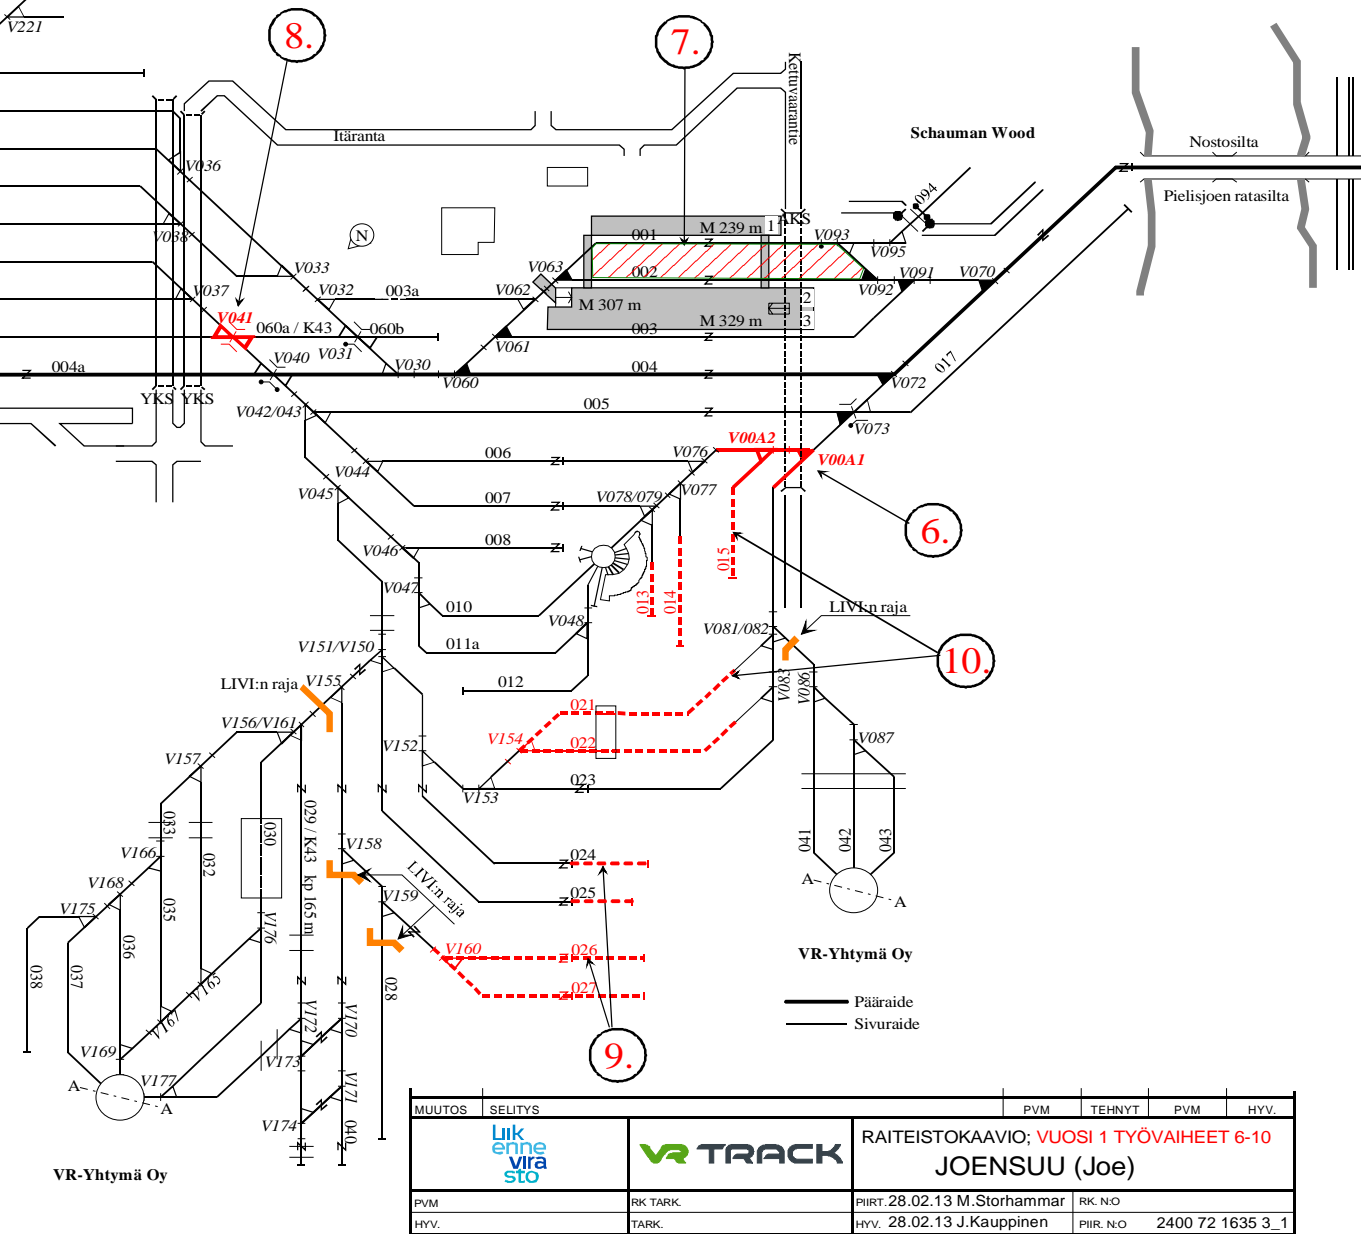 V221
8.
7.
Kettuvaarantie
Itäranta
Schauman Wood
Nostosilta
Pielisjoen ratasilta
V036
094
AKS
M 239 m
1
001
V093
V095
V038
N
V033
V063
002
V091
V070
V092
V037
V032
003a
V062
M 307 m
2
M 329 m
3
V041
060a / K43
060b
003
V031
V061
017
004a
V040
V030
V060
004
V072
YKS
YKS
V042/043
005
V073
V044
006
V076
V00A2
V00A1
V045
007
V078/079
V077
6.
V046
008
015
V047
013
014
010
V048
V081/082
LIVI:n raja
011a
V151/V150
10.
012
V083
V086
LIVI:n raja
V155
021
V156/V161
V154
022
V087
V157
V152
023
V153
033
030
029 / K43
kp 165 m
032
V158
041
042
043
V166
024
LIVI:n raja
V168
V159
025
A
A
V175
035
V176
036
V160
026
VR-Yhtymä Oy
038
037
V165
028
027
Pääraide
V167
V172
V170
Sivuraide
V169
V173
9.
A
V177
A
V171
V174
040
VR-Yhtymä Oy
MUUTOS
SELITYS
PVM
TEHNYT
PVM
HYV.
Liikennevirasto
VR TRACK
RAITEISTOKAAVIO; VUOSI 1 TYÖVAIHEET 6-10
JOENSUU (Joe)
PVM
RK TARK.
PIIRT. 28.02.13 M.Storhammar
RK. N:O
HYV.
TARK.
HYV. 28.02.13 J.Kauppinen
PIIR. N:O
2400 72 1635 3_1